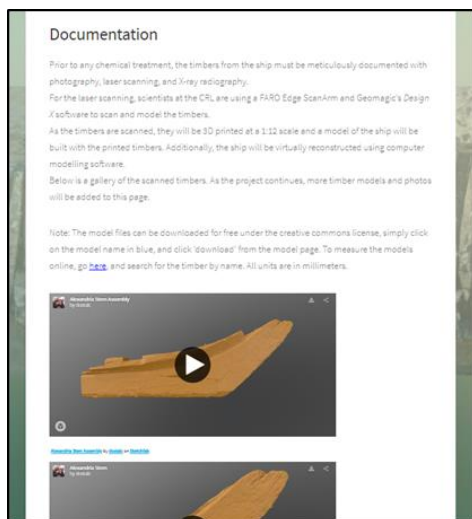 Documentation
Prior to any chemical treatment, the timbers from the ship must be meticulously documented with
photography, laser scanning, and X-ray radiography.
For the laser scanning, scientists at the CRL are using a FARO Edge ScanArm and Geomagic's Design
X software to scan and model the timbers.
As the timbers are scanned, they will be 3D printed at a 1:12 scale and a model of the ship will be
built with the printed timbers. Additionally, the ship will be virtually reconstructed using computer
modelling software.
Below is a gallery of the scanned timbers. As the project continues, more timber models and photos
will be added to this page.
Note: The model files can be downloaded for free under the creative commons license, simply click
on the model name in blue, and click 'download' from the model page. To measure the models
online, go here, and search for the timber by name. All units are in millimeters.
Alexandria Stem Assembly
by
Alexandria Stem Assembly by on Sketchfab
Alexandria Stem
by